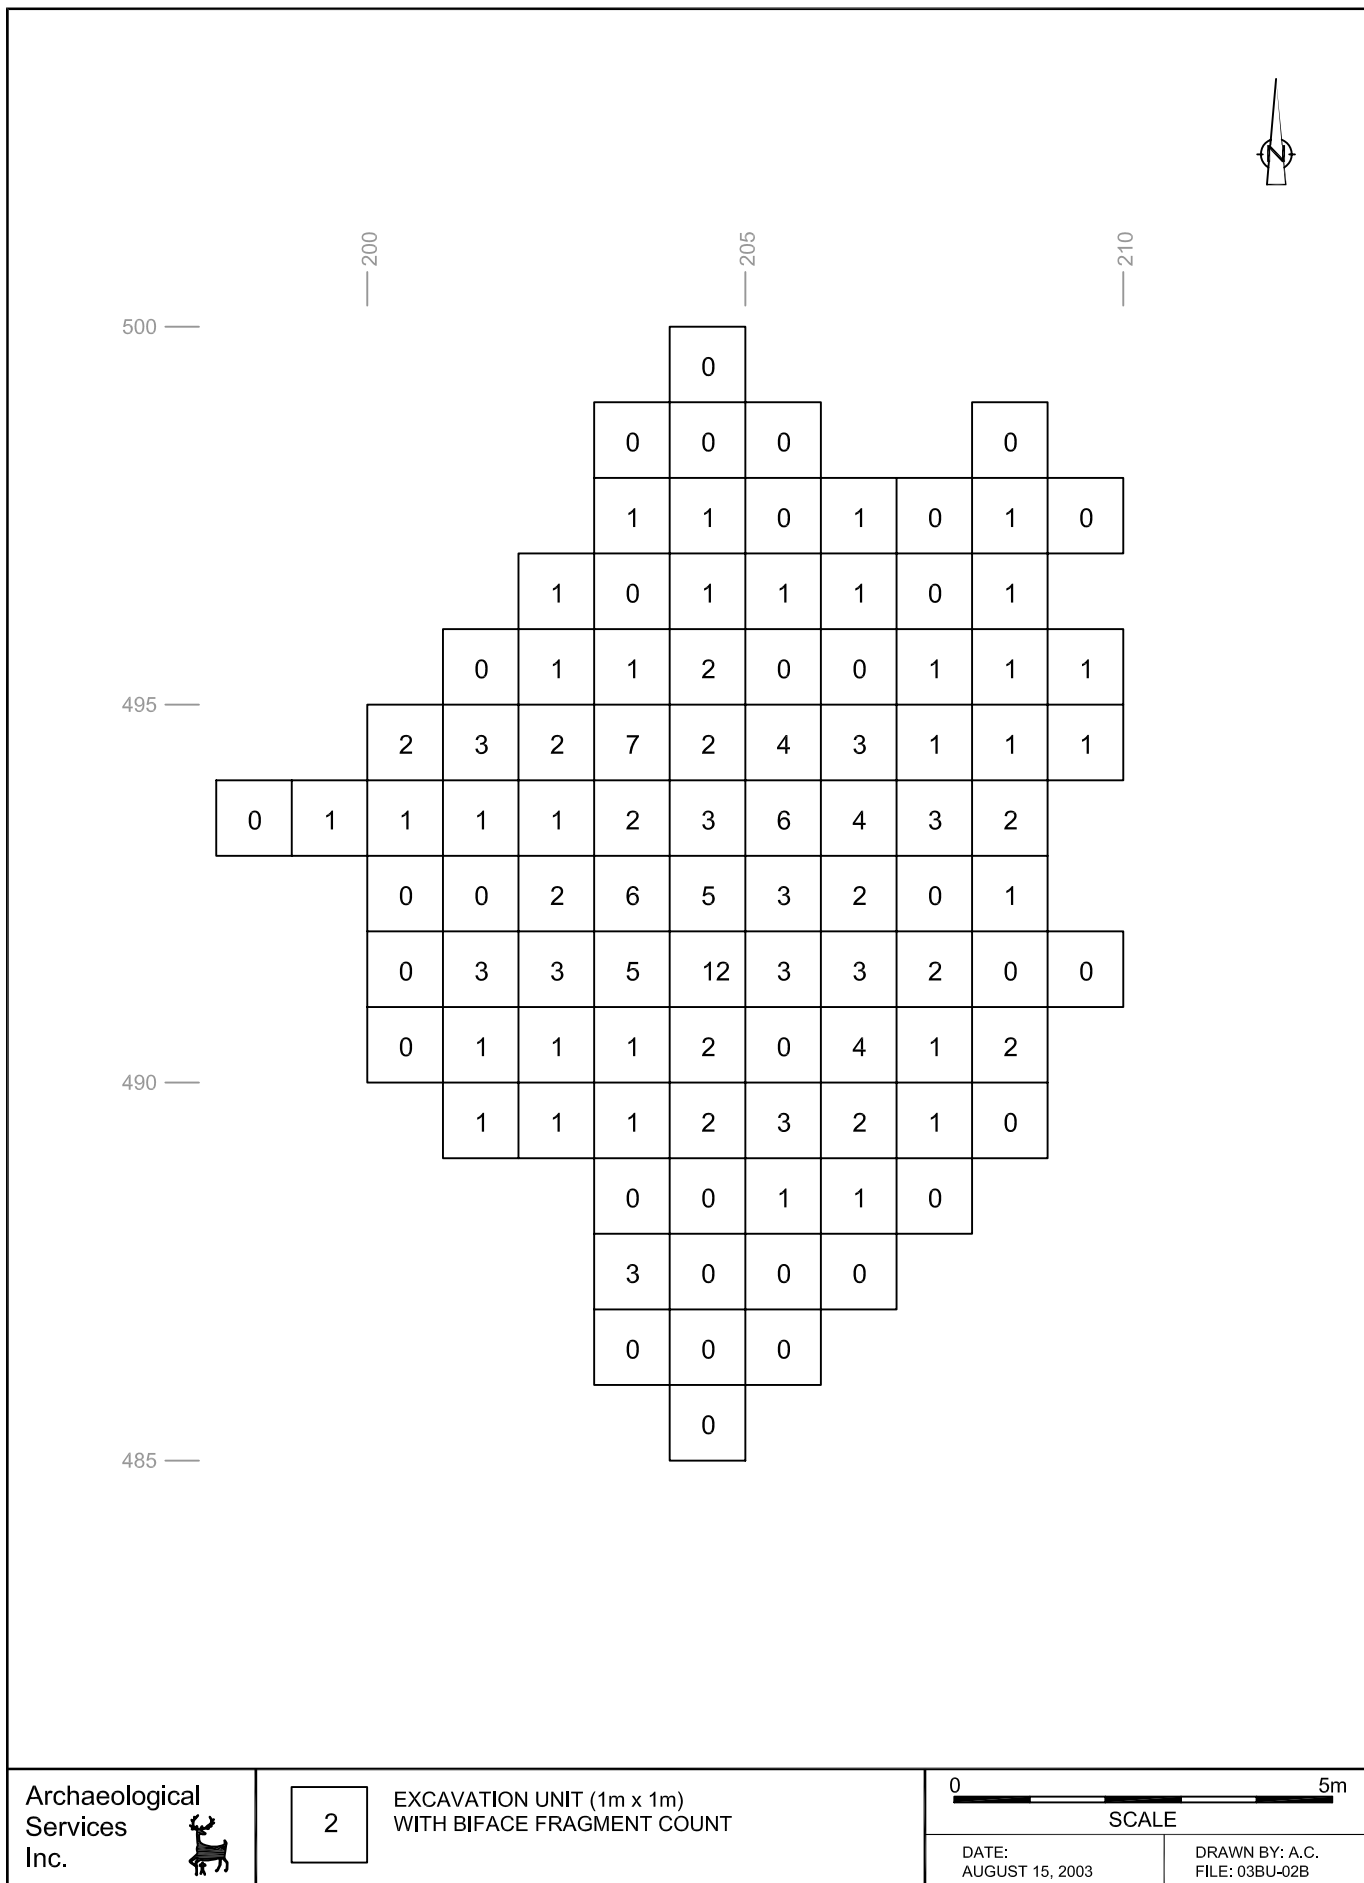 N
200 205 210
500
0
0 0 0 0
1 1 0 1 0 1 0
1 0 1 1 1 0 1
0 1 1 2 0 0 1 1 1
495
2 3 2 7 2 4 3 1 1 1
0 1 1 1 1 2 3 6 4 3 2
0 0 2 6 5 3 2 0 1
0 3 3 5 12 3 3 2 0 0
0 1 1 1 2 0 4 1 2
490
1 1 1 2 3 2 1 0
0 0 1 1 0
3 0 0 0
0 0 0
0
485
Archaeological
Services
Inc.
2
EXCAVATION UNIT (1m x 1m)
WITH BIFACE FRAGMENT COUNT
0 5m
SCALE
DATE:
AUGUST 15, 2003
DRAWN BY: A.C.
FILE: 03BU-02B